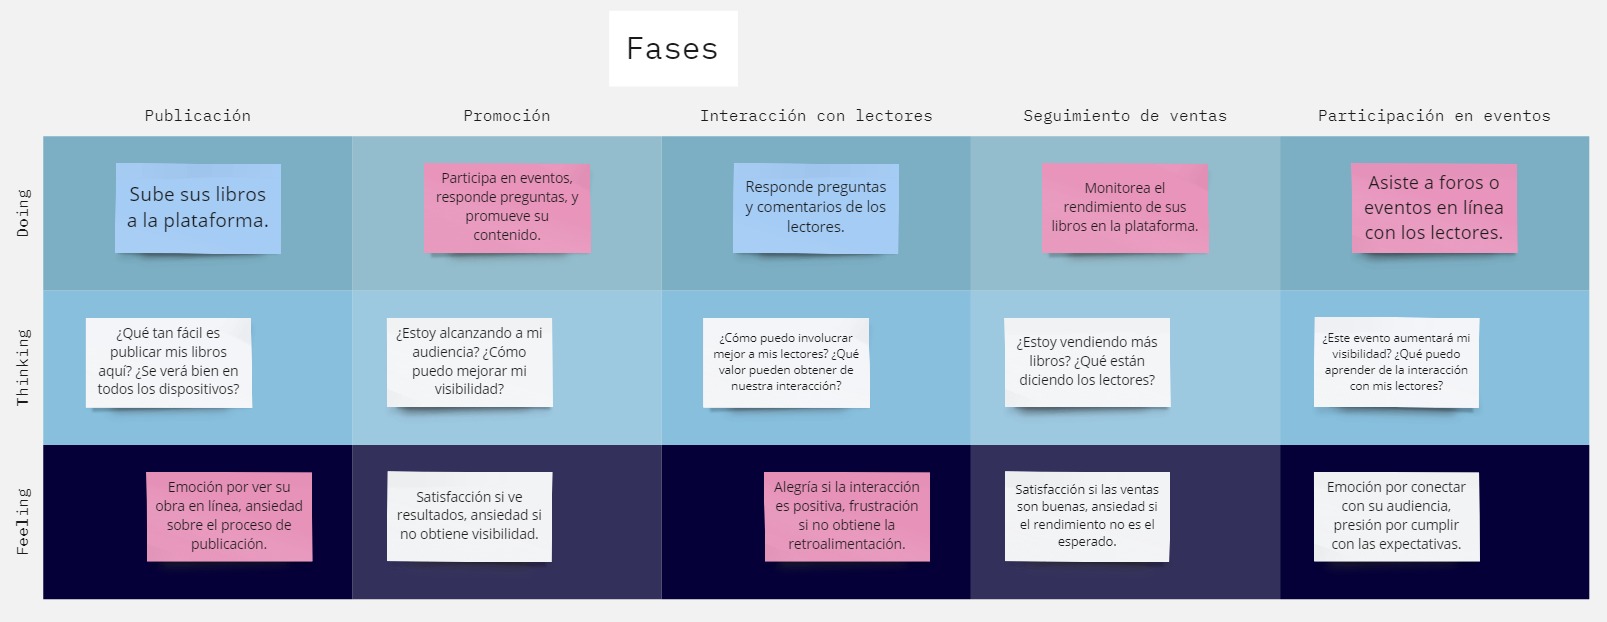 Fases
Publicación
Promoción
Interacción con lectores
Seguimiento de ventas
Participación en eventos
Doing
Sube sus libros
a la plataforma.
Participa en eventos,
responde preguntas, y
promueve su
contenido.
Responde preguntas
y comentarios de los
lectores.
Monitorea el
rendimiento de sus
libros en la plataforma.
Asiste a foros o
eventos en línea
con los lectores.
Thinking
¿Qué tan fácil es
publicar mis libros
aquí? ¿Se verá bien en
todos los dispositivos?
¿Estoy alcanzando a mi
audiencia? ¿Cómo
puedo mejorar mi
visibilidad?
¿Cómo puedo involucrar
mejor a mis lectores? ¿Qué
valor pueden obtener de
nuestra interacción?
¿Estoy vendiendo más
libros? ¿Qué están
diciendo los lectores?
¿Este evento aumentará mi
visibilidad? ¿Qué puedo
aprender de la interacción
con mis lectores?
Feeling
Emoción por ver su
obra en línea, ansiedad
sobre el proceso de
publicación.
Satisfacción si ve
resultados, ansiedad si
no obtiene visibilidad.
Alegría si la interacción
es positiva, frustración
si no obtiene la
retroalimentación.
Satisfacción si las ventas
son buenas, ansiedad si
el rendimiento no es el
esperado.
Emoción por conectar
con su audiencia,
presión por cumplir
con las expectativas.